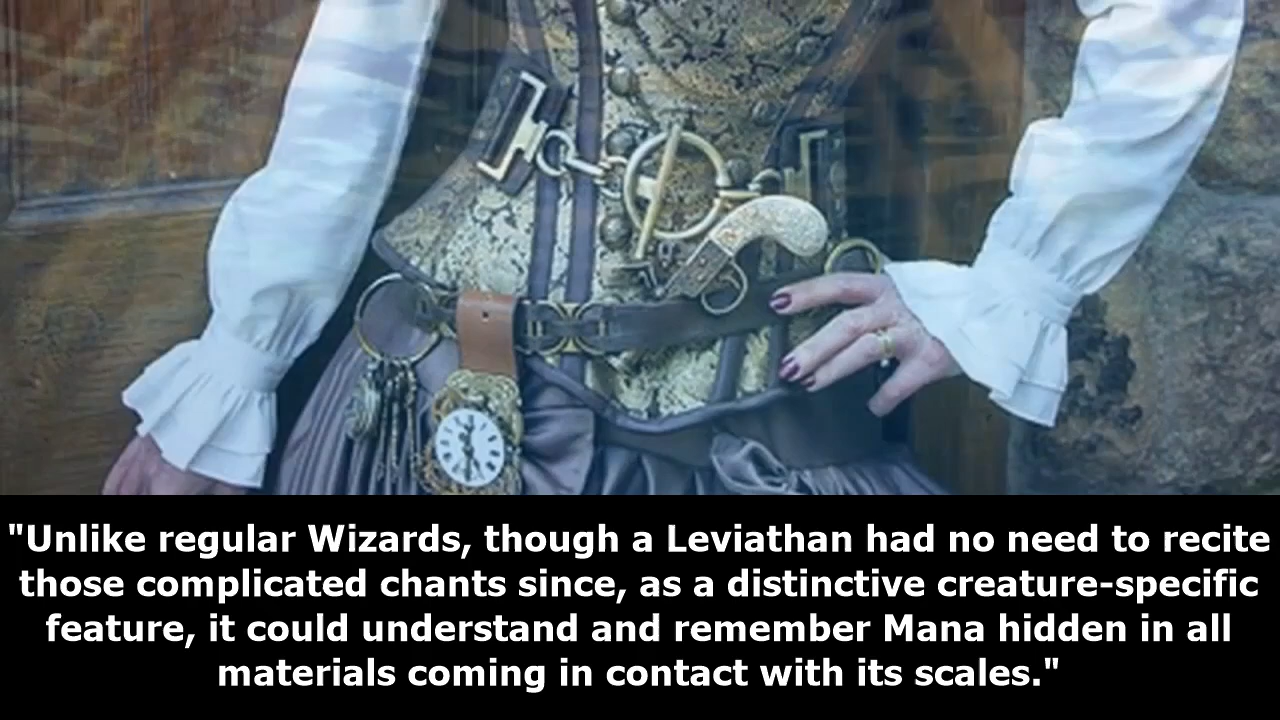 "Unlike regular Wizards, though a Leviathan had no need to recite
those complicated chants since, as a distinctive creature-specific
feature, it could understand and remember Mana hidden in all
materials coming in contact with its scales."